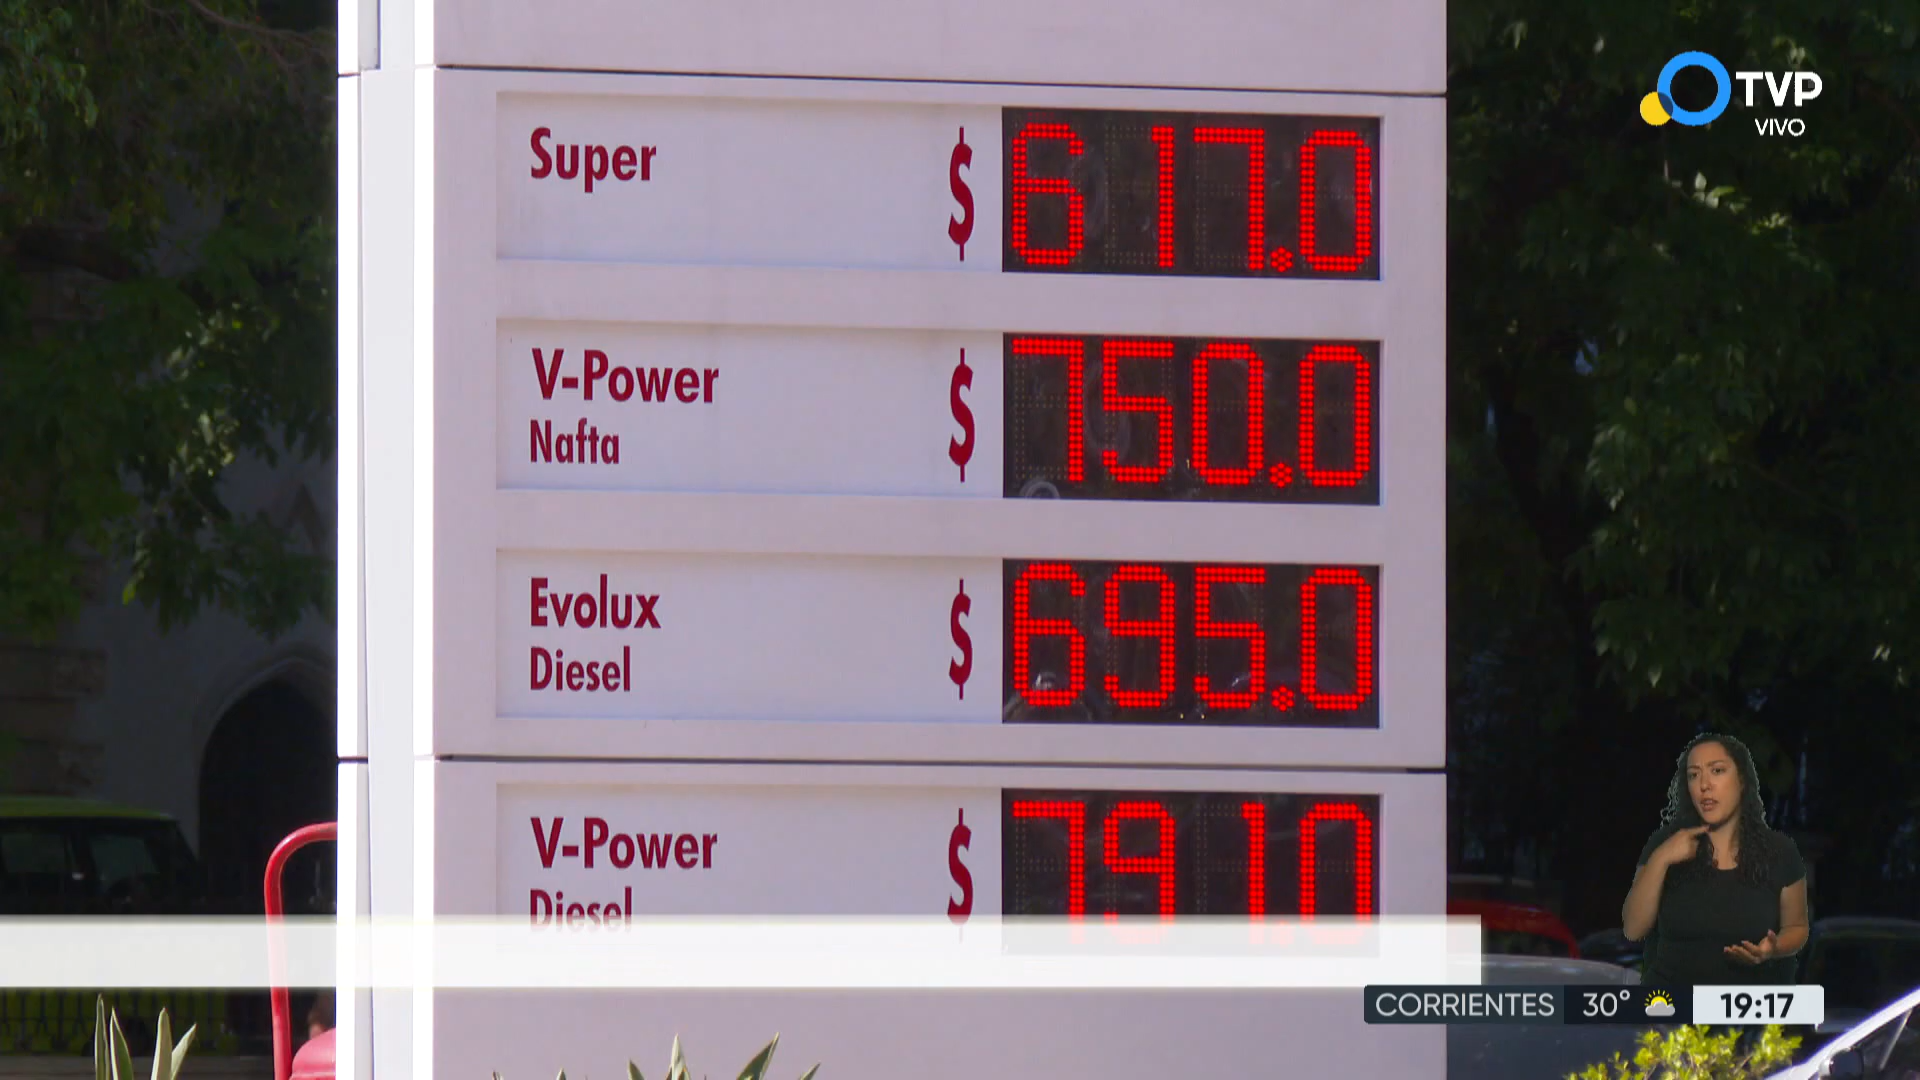 Super $ 617.0
V-Power
Nafta $ 750.0
Evolux
Diesel $ 695.0
V-Power
Diesel $ 791.0
TVP
VIVO
CORRIENTES 30° 19:17